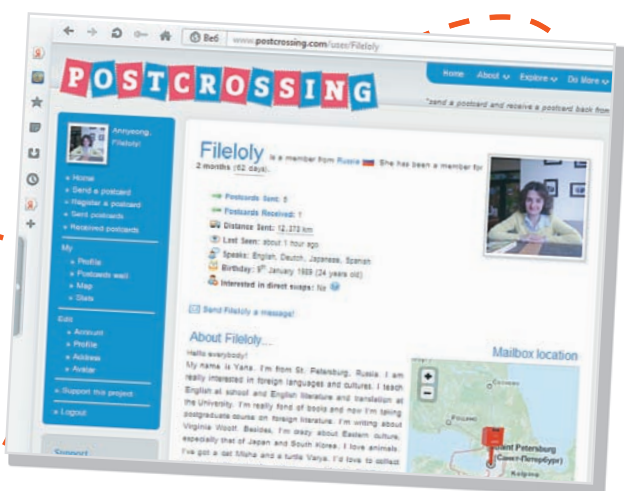 Веб www.postcrossing.com/user/Fileloly
POSTCROSSING
Home About Explore Do More
"send a postcard and receive a postcard back from
Annyeong,
Fileloly!
» Home
» Send a postcard
» Register a postcard
» Sent postcards
» Received postcards
My
» Profile
» Postcards wall
» Map
» Stats
Edit
» Account
» Profile
» Address
» Avatar
» Support this project
» Logout
Support
Fileloly is a member from Russia She has been a member for
2 months (62 days).
Postcards Sent: 5
Postcards Received: 1
Distance Sent: 12,373 km
Last Seen: about 1 hour ago
Speaks: English, Deutch, Japanese, Spanish
Birthday: 9th January 1989 (24 years old)
Interested in direct swaps: No
Send Fileloly a message!
About Fileloly...
Hello everybody!
My name is Yana. I'm from St. Petersburg, Russia. I am
really interested in foreign languages and cultures. I teach
English at school and English literature and translation at
the University. I'm really fond of books and now I'm taking
postgraduate course on foreign literature. I'm writing about
Virginia Woolf. Besides, I'm crazy about Eastern culture,
especially that of Japan and South Korea. I love animals.
I've got a cat Misha and a turtle Varya. I'd love to collect
Mailbox location
+
−
Saint Petersburg
(Санкт-Петербург)
Kolpino